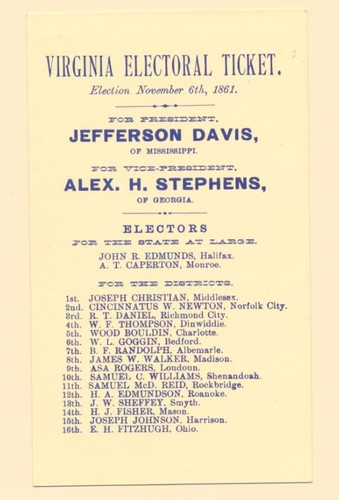 VIRGINIA ELECTORAL TICKET.
Election November 6th, 1861.
FOR PRESIDENT,
JEFFERSON DAVIS,
OF MISSISSIPPI.
FOR VICE-PRESIDENT,
ALEX. H. STEPHENS,
OF GEORGIA.
ELECTORS
FOR THE STATE AT LARGE.
JOHN R. EDMUNDS, Halifax.
A. T. CAPERTON, Monroe.
FOR THE DISTRICTS.
1st. JOSEPH CHRISTIAN, Middlesex.
2nd. CINCINNATUS W. NEWTON, Norfolk City.
3rd. R. T. DANIEL, Richmond City.
4th. W. F. THOMPSON, Dinwiddie.
5th. WOOD BOULDIN, Charlotte.
6th. W. L. GOGGIN, Bedford.
7th. B. F. RANDOLPH, Albemarle.
8th. JAMES W. WALKER, Madison.
9th. ASA ROGERS, Loudoun.
10th. SAMUEL C. WILLIAMS, Shenandoah.
11th. SAMUEL McD. REID, Rockbridge.
12th. H. A. EDMUNDSON, Roanoke.
13th. J. W. SHEFFEY, Smyth.
14th. H. J. FISHER, Mason.
15th. JOSEPH JOHNSON, Harrison.
16th. E. H. FITZHUGH, Ohio.